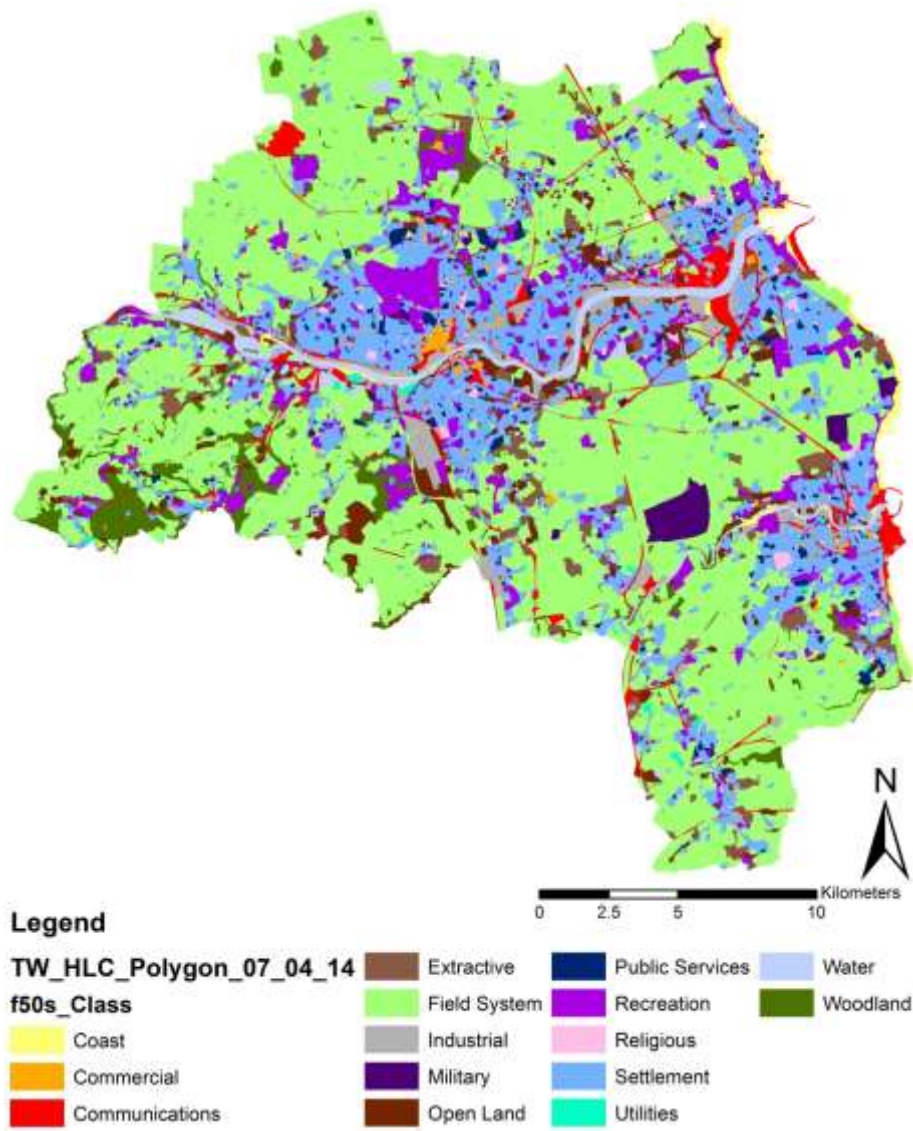 N
Kilometers
0 2.5 5 10
Legend
TW_HLC_Polygon_07_04_14
f50s_Class
Coast
Commercial
Communications
Extractive
Field System
Industrial
Military
Open Land
Public Services
Recreation
Religious
Settlement
Utilities
Water
Woodland